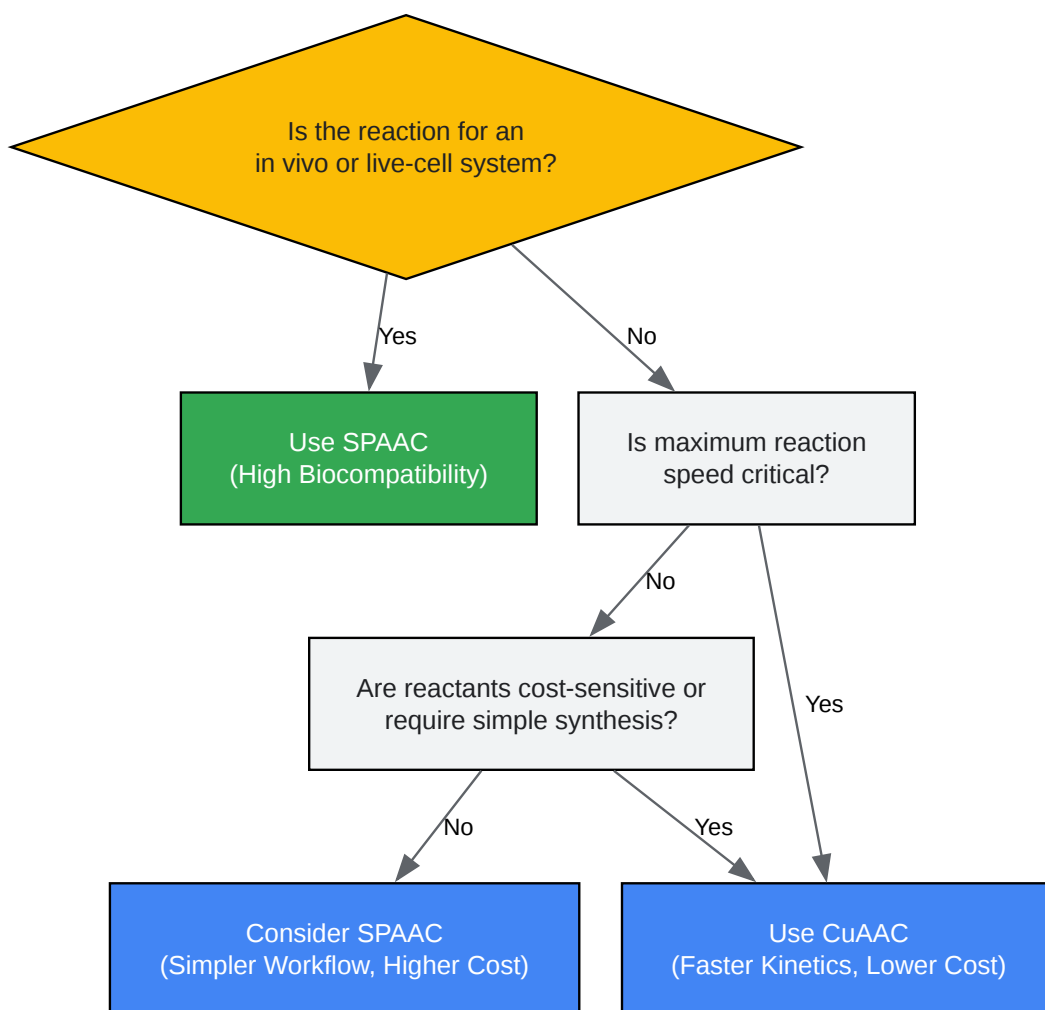 Is the reaction for an
in vivo or live-cell system?
Yes
No
Use SPAAC
(High Biocompatibility)
Is maximum reaction
speed critical?
No
Yes
Are reactants cost-sensitive or
require simple synthesis?
No
Yes
Consider SPAAC
(Simpler Workflow, Higher Cost)
Use CuAAC
(Faster Kinetics, Lower Cost)